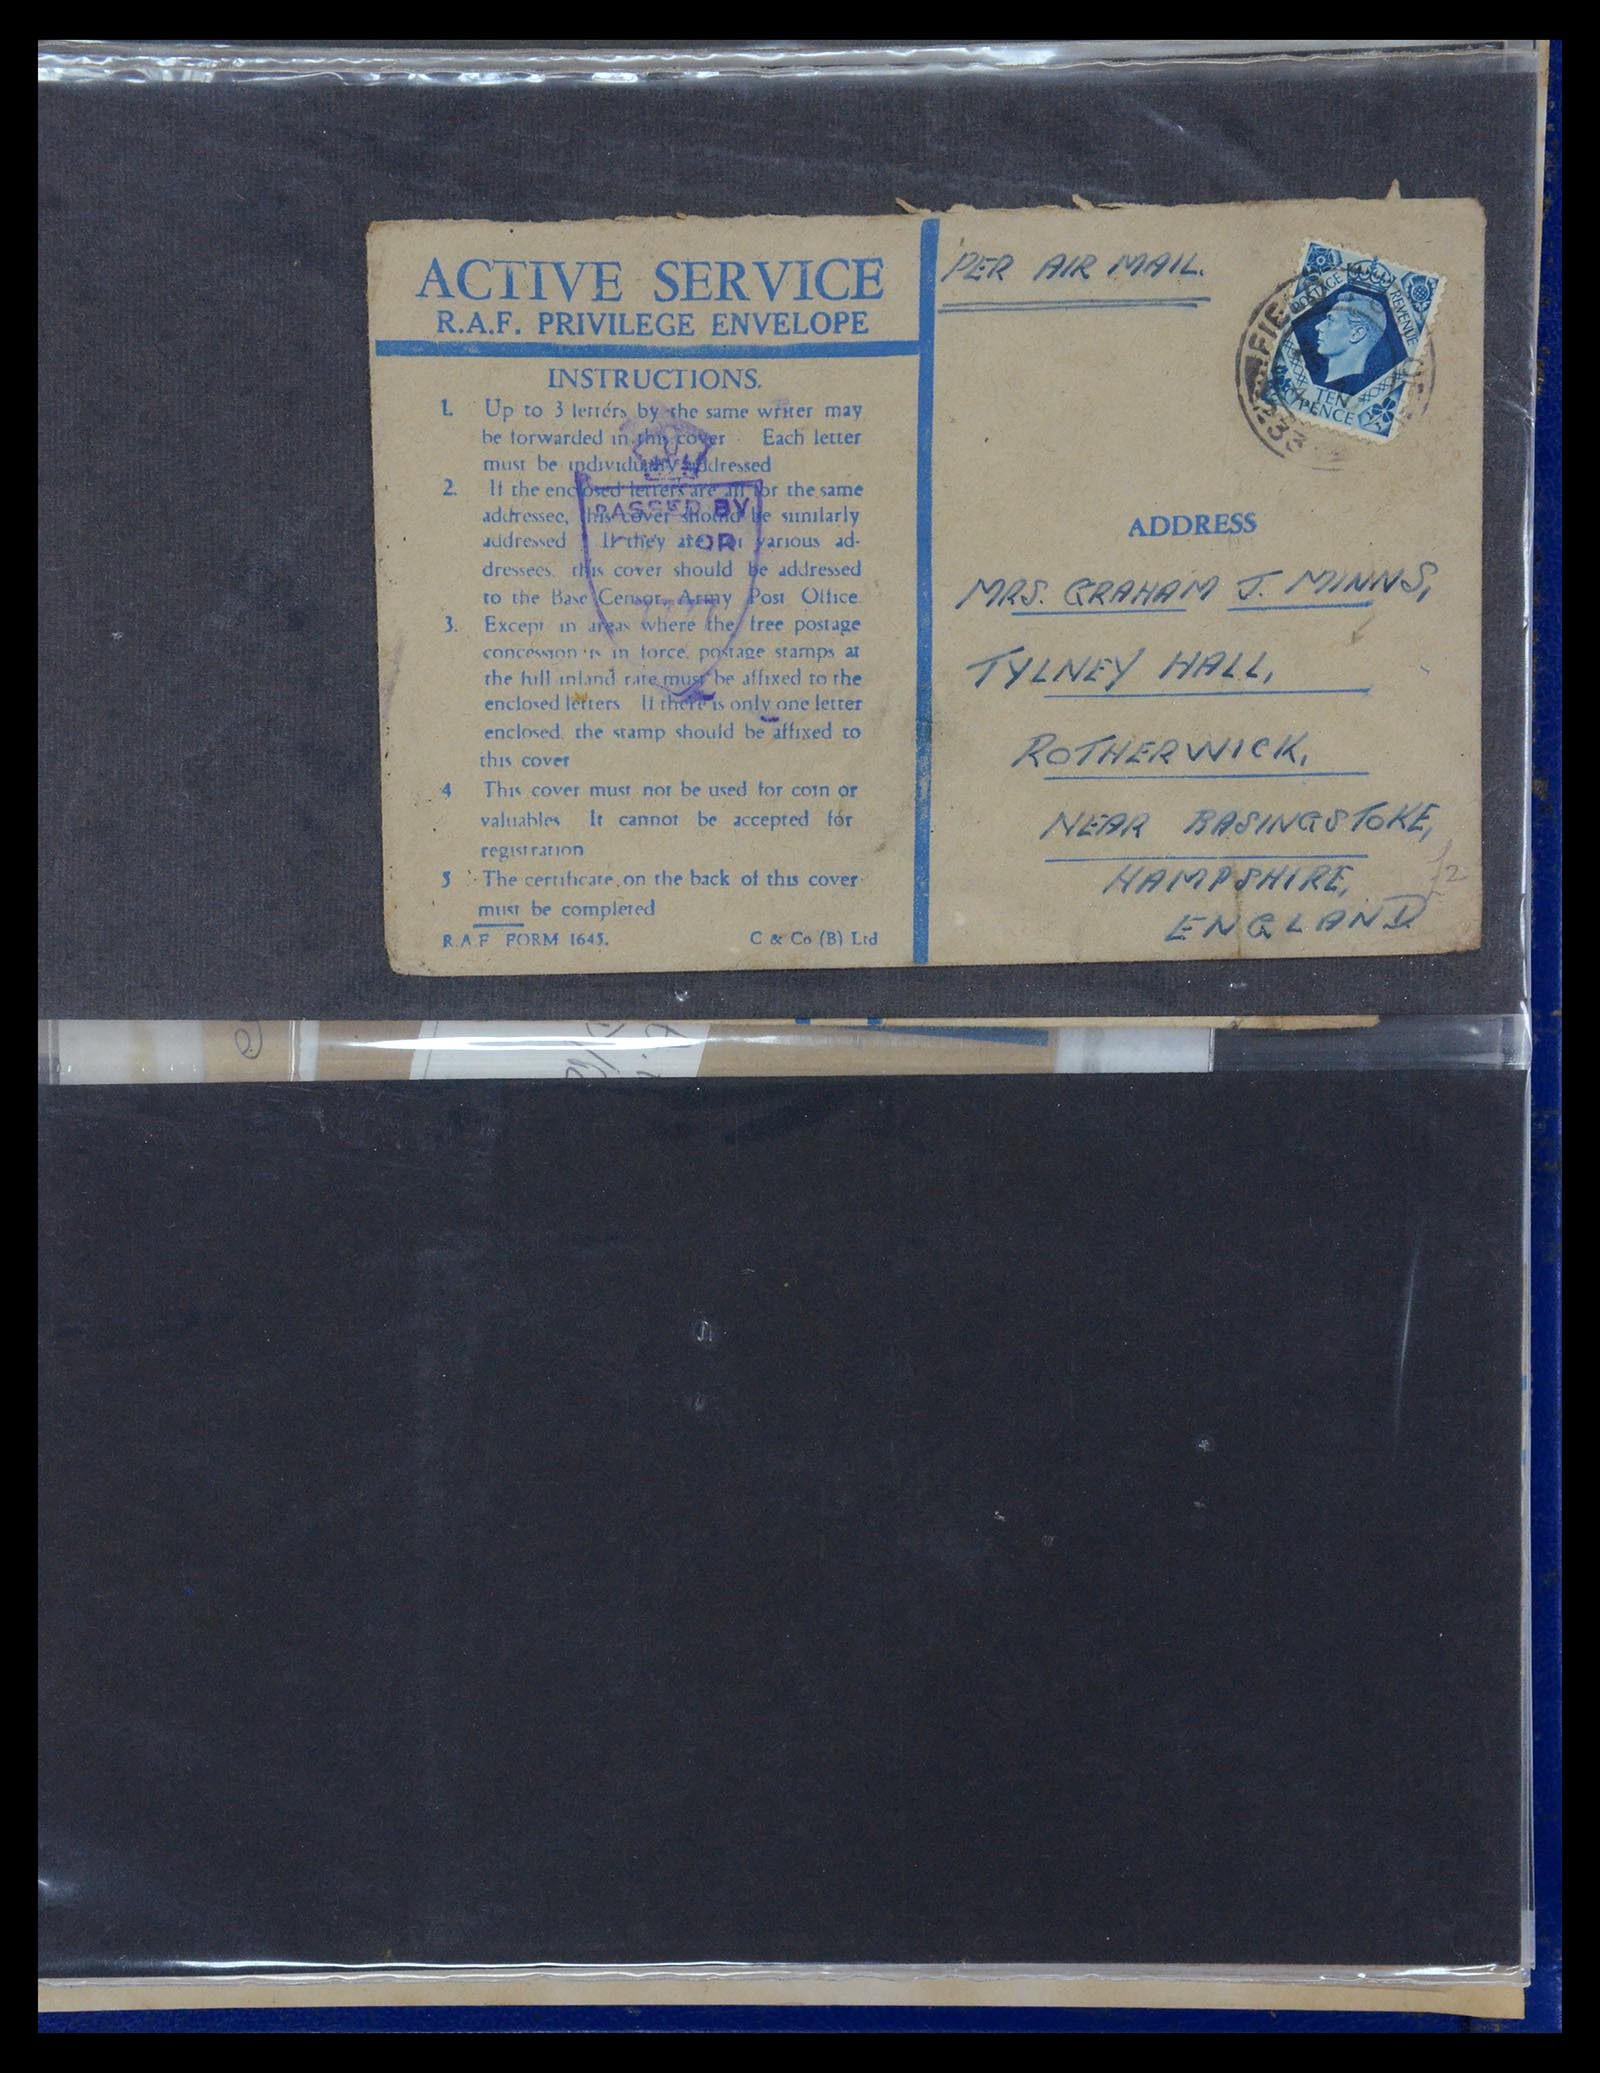 ACTIVE SERVICE
R.A.F. PRIVILEGE ENVELOPE
INSTRUCTIONS.
1. Up to 3 letters by the same writer may
be forwarded in this cover Each letter
must be individually addressed
2. If the enclosed letters are all for the same
addressee, this cover should be similarly
addressed If they are for various ad-
dressees, this cover should be addressed
to the Base Censor, Army Post Office.
3. Except in areas where the free postage
concession is in force, postage stamps at
the full inland rate must be affixed to the
enclosed letters If there is only one letter
enclosed, the stamp should be affixed to
this cover
4 This cover must not be used for coin or
valuables It cannot be accepted for
registration
5 The certificate on the back of this cover
must be completed
R.A.F FORM 1645. C & Co (B) Ltd
PASSED BY
OR
PER AIR MAIL.
POSTAGE REVENUE
TEN
PENCE
FIE
ADDRESS
MRS. GRAHAM J. MINNS,
TYLNEY HALL,
ROTHERWICK,
NEAR BASINGSTOKE,
HAMPSHIRE,
ENGLAND